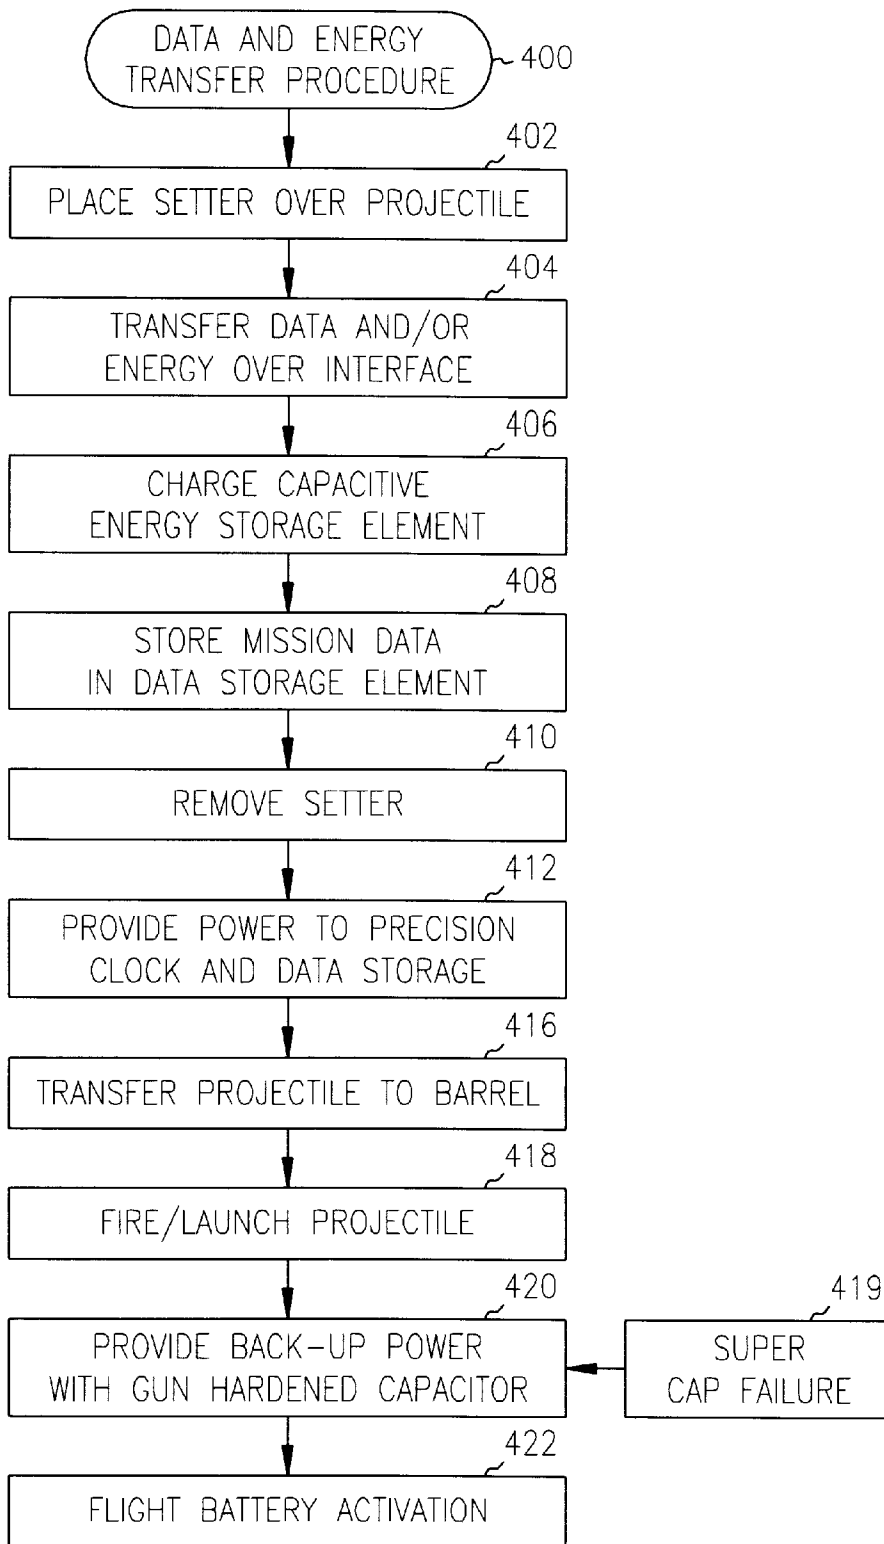 DATA AND ENERGY
TRANSFER PROCEDURE
400
402
PLACE SETTER OVER PROJECTILE
404
TRANSFER DATA AND/OR
ENERGY OVER INTERFACE
406
CHARGE CAPACITIVE
ENERGY STORAGE ELEMENT
408
STORE MISSION DATA
IN DATA STORAGE ELEMENT
410
REMOVE SETTER
412
PROVIDE POWER TO PRECISION
CLOCK AND DATA STORAGE
416
TRANSFER PROJECTILE TO BARREL
418
FIRE/LAUNCH PROJECTILE
420
PROVIDE BACK-UP POWER
WITH GUN HARDENED CAPACITOR
419
SUPER
CAP FAILURE
422
FLIGHT BATTERY ACTIVATION